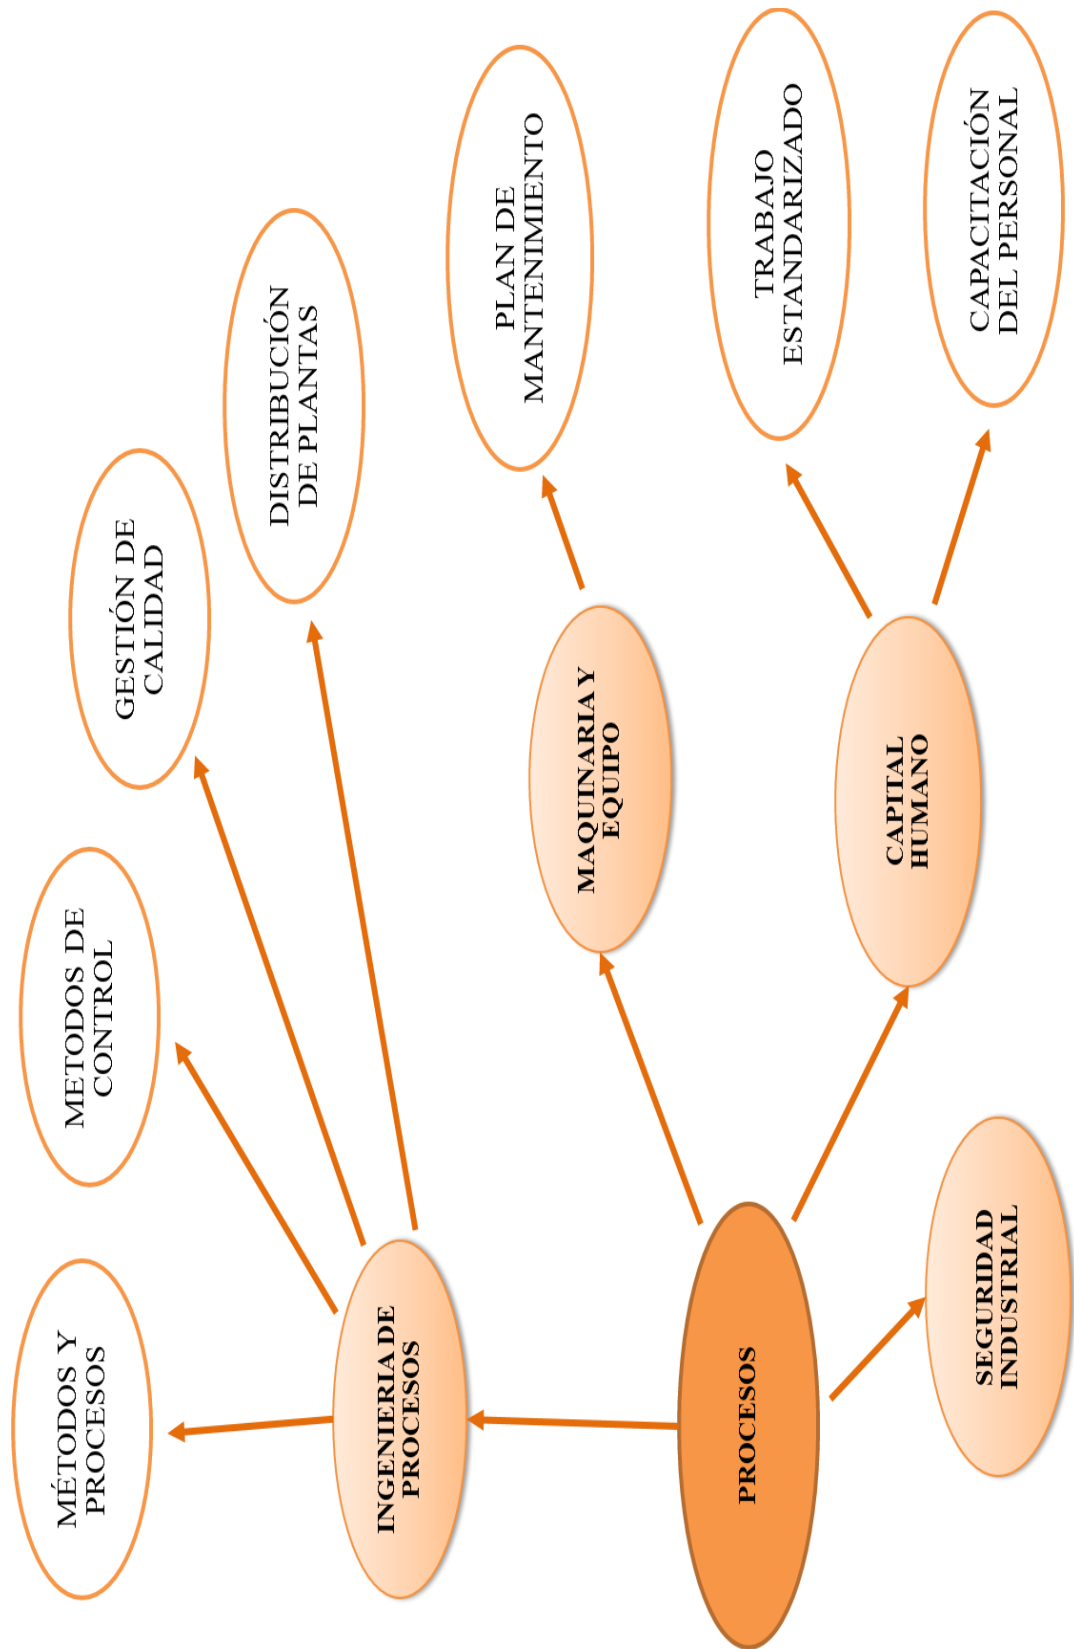 MÉTODOS Y
PROCESOS
METODOS DE
CONTROL
GESTIÓN DE
CALIDAD
DISTRIBUCIÓN
DE PLANTAS
INGENIERIA DE
PROCESOS
PLAN DE
MANTENIMIENTO
MAQUINARIA Y
EQUIPO
PROCESOS
TRABAJO
ESTANDARIZADO
CAPITAL
HUMANO
CAPACITACIÓN
DEL PERSONAL
SEGURIDAD
INDUSTRIAL